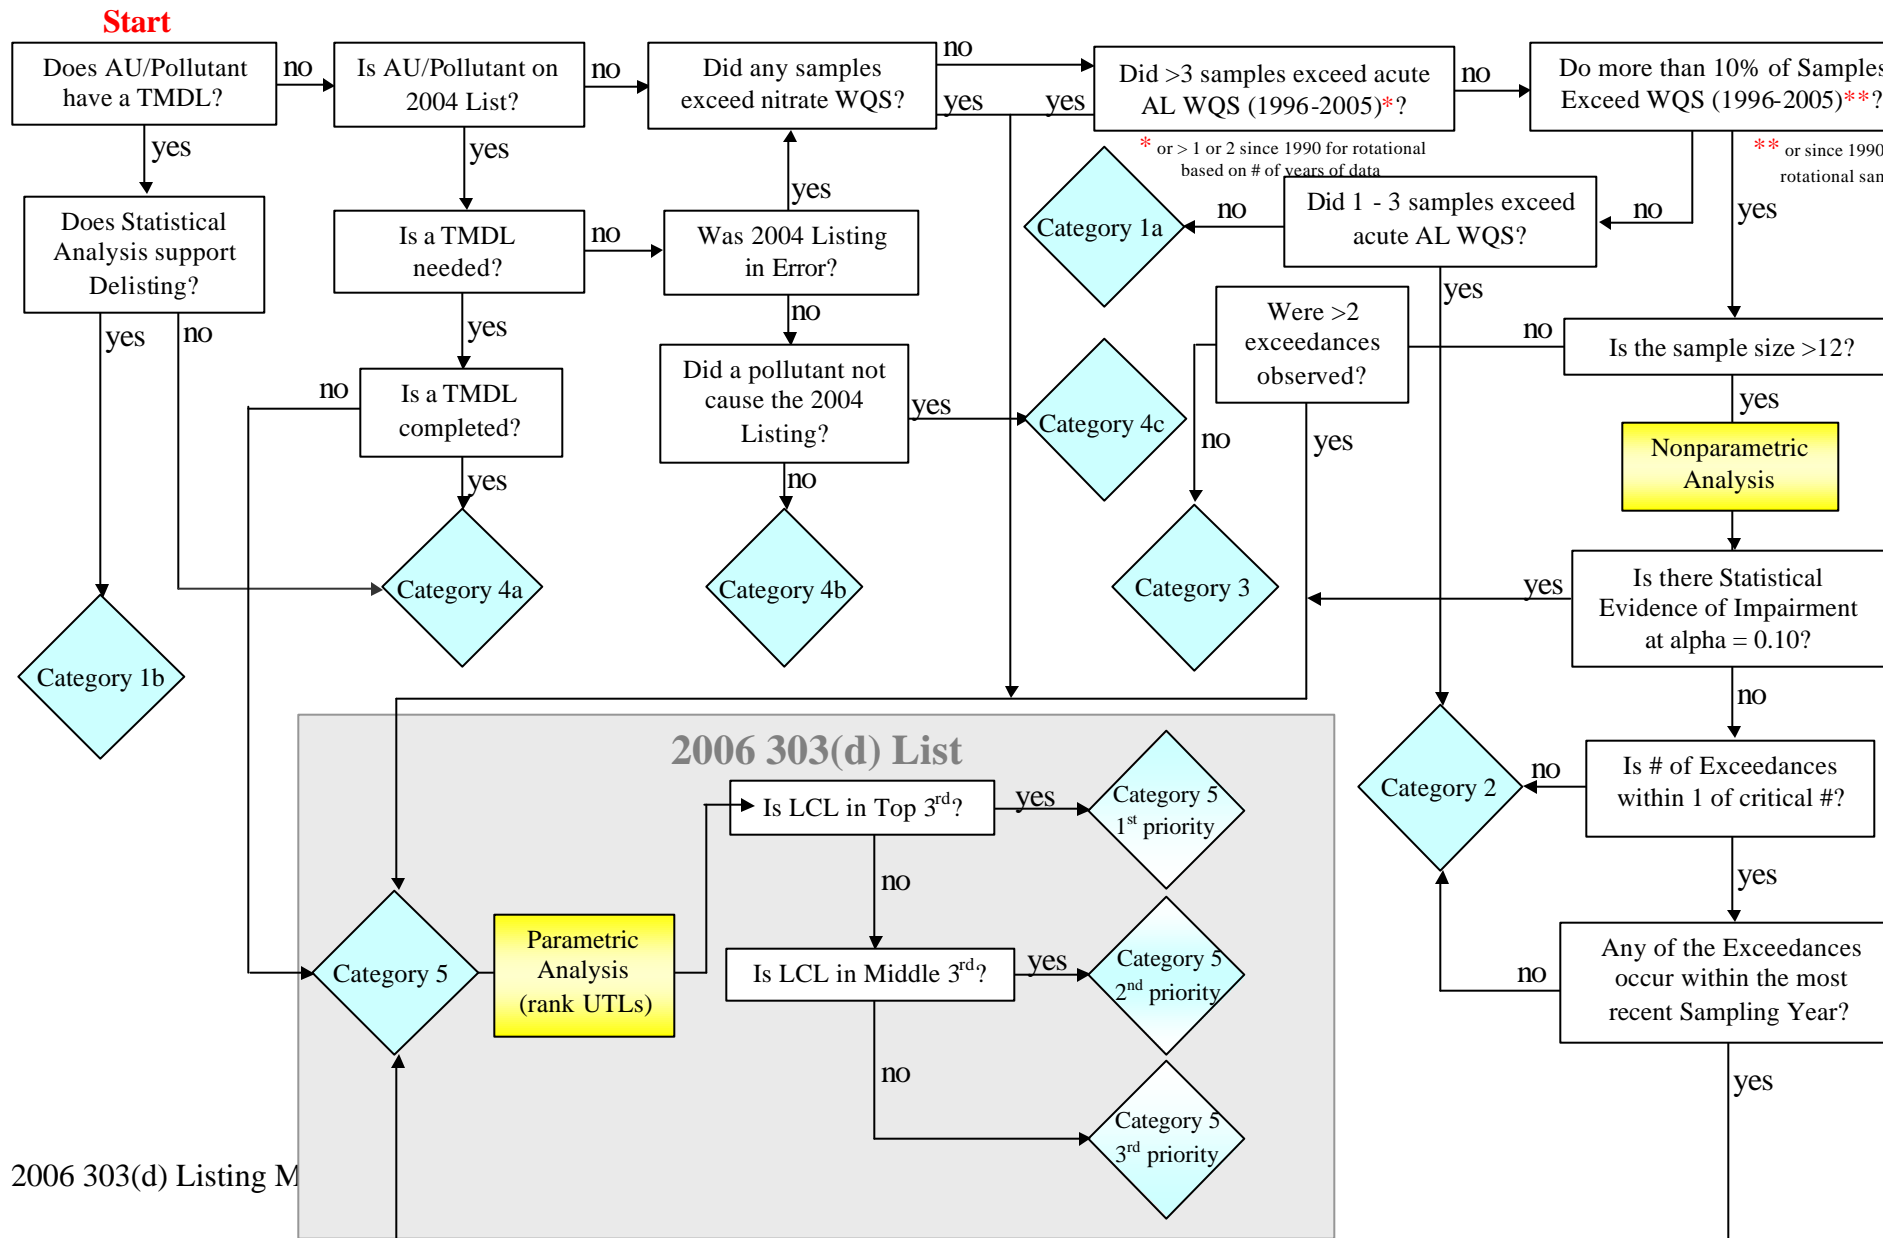 Start
Does AU/Pollutant
have a TMDL?
no
Is AU/Pollutant on
2004 List?
no
Did any samples
exceed nitrate WQS?
no
yes
yes
Did >3 samples exceed acute
AL WQS (1996-2005)*?
no
Do more than 10% of Samples
Exceed WQS (1996-2005)**?
* or > 1 or 2 since 1990 for rotational
based on # of years of data
** or since 1990
rotational
yes
yes
yes
Does Statistical
Analysis support
Delisting?
Is a TMDL
needed?
no
Was 2004 Listing
in Error?
Category 1a
no
Did 1 - 3 samples exceed
acute AL WQS?
no
yes
yes
no
yes
no
yes
Were >2
exceedances
observed?
no
Is the sample size >12?
no
Is a TMDL
completed?
Did a pollutant not
cause the 2004
Listing?
yes
Category 4c
no
yes
yes
Nonparametric
Analysis
yes
no
Category 4a
Category 4b
Category 3
yes
Is there Statistical
Evidence of Impairment
at alpha = 0.10?
Category 1b
no
2006 303(d) List
Is LCL in Top 3rd?
yes
Category 5
1st priority
Category 2
no
Is # of Exceedances
within 1 of critical #?
no
yes
Category 5
Parametric
Analysis
(rank UTLs)
Is LCL in Middle 3rd?
yes
Category 5
2nd priority
no
Any of the Exceedances
occur within the most
recent Sampling Year?
no
yes
Category 5
3rd priority
2006 303(d) Listing M